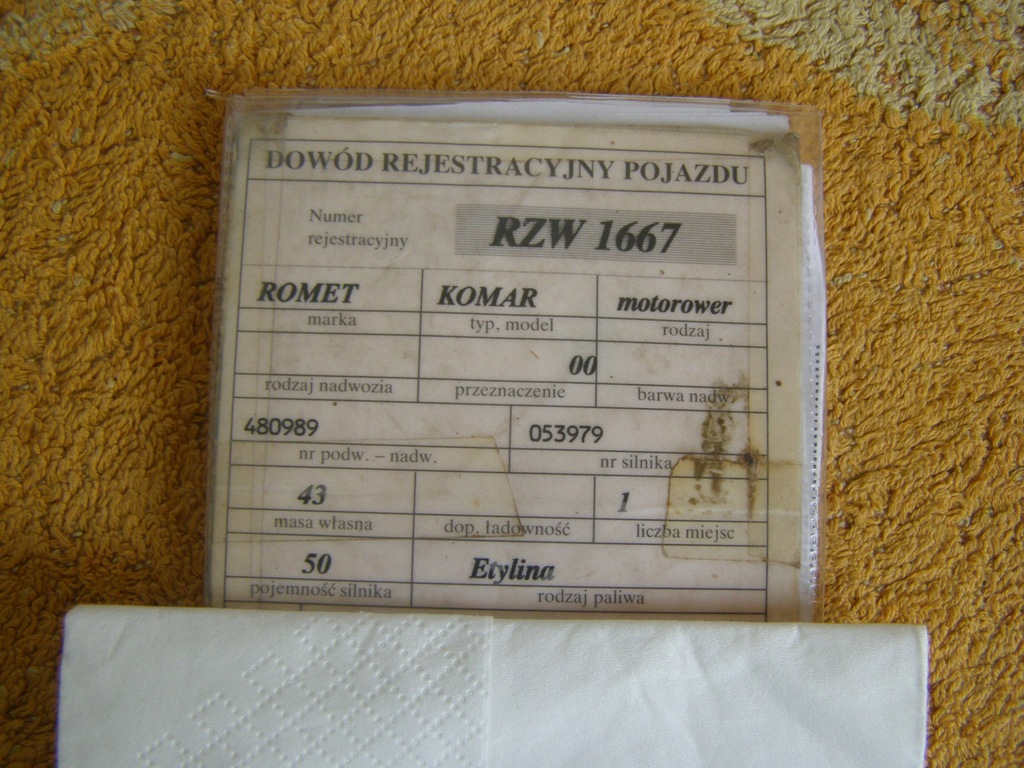 DOWÓD REJESTRACYJNY POJAZDU
Numer
rejestracyjny
RZW 1667
ROMET KOMAR motorower
marka typ, model rodzaj
00
rodzaj nadwozia przeznaczenie barwa nadw.
480989 053979
nr podw. – nadw. nr silnika
43 1
masa własna dop. ładowność liczba miejsc
50 Etylina
pojemność silnika rodzaj paliwa